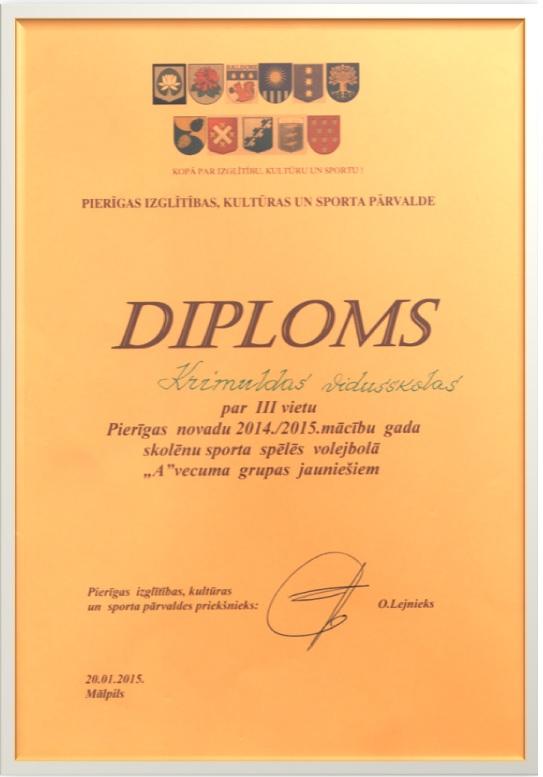 BALDONE
KOPĀ PAR IZGLĪTĪBU, KULTŪRU UN SPORTU !
PIERĪGAS IZGLĪTĪBAS, KULTŪRAS UN SPORTA PĀRVALDE
DIPLOMS
Krimuldas vidusskolas
par III vietu
Pierīgas novadu 2014./2015.mācību gada
skolēnu sporta spēlēs volejbolā
„A”vecuma grupas jauniešiem
Pierīgas izglītības, kultūras
un sporta pārvaldes priekšnieks: O.Lejnieks
20.01.2015.
Mālpils